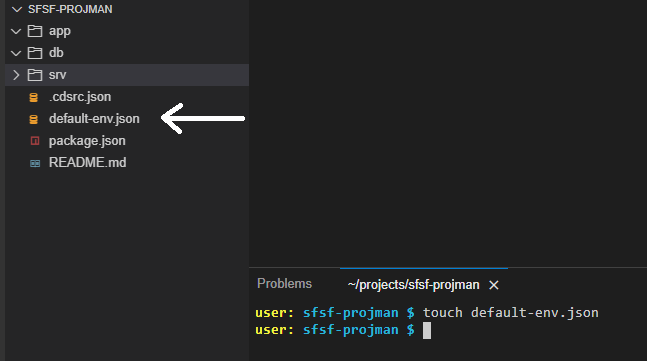 SFSF-PROJMAN
app
db
srv
.cdsrc.json
default-env.json
package.json
README.md
Problems ~/projects/sfsf-projman
user: sfsf-projman $ touch default-env.json
user: sfsf-projman $